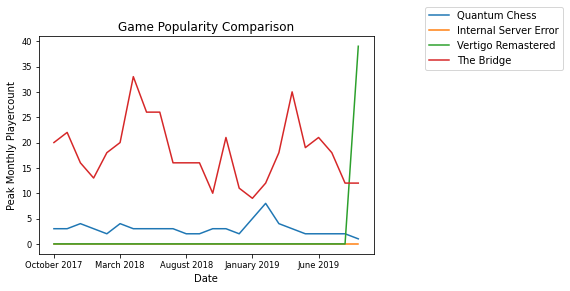 Game Popularity Comparison
Quantum Chess
Internal Server Error
Vertigo Remastered
The Bridge
Peak Monthly Playercount
40
35
30
25
20
15
10
5
0
October 2017 March 2018 August 2018 January 2019 June 2019
Date